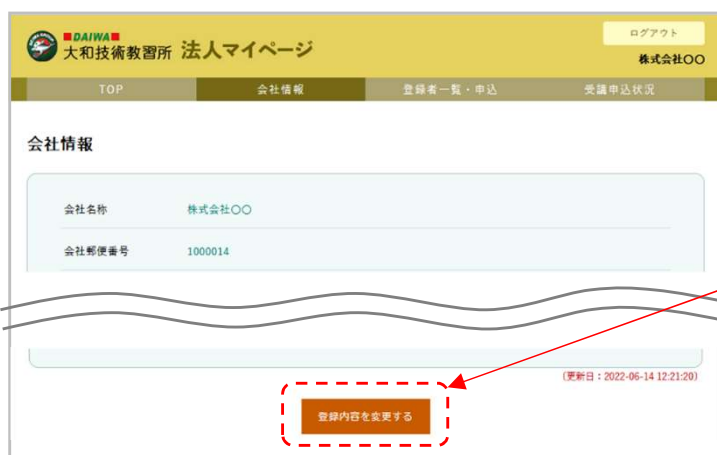 DAIWA
大和技術教習所 法人マイページ
ログアウト
株式会社〇〇
TOP 会社情報 登録者一覧・申込 受講申込状況
会社情報
会社名称 株式会社〇〇
会社郵便番号 1000014
(更新日：2022-06-14 12:21:20)
登録内容を変更する